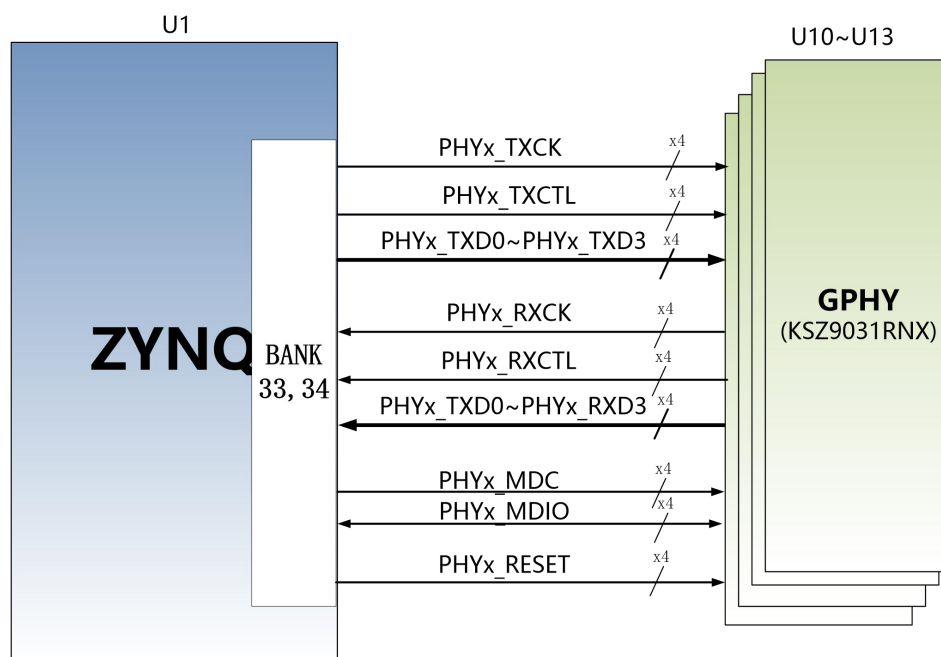 U1
U10~U13
PHYx_TXCK
x4
PHYx_TXCTL
x4
PHYx_TXD0~PHYx_TXD3
x4
PHYx_RXCK
x4
PHYx_RXCTL
x4
PHYx_TXD0~PHYx_RXD3
x4
PHYx_MDC
x4
PHYx_MDIO
x4
PHYx_RESET
x4
ZYNQ
BANK
33, 34
GPHY
(KSZ9031RNX)